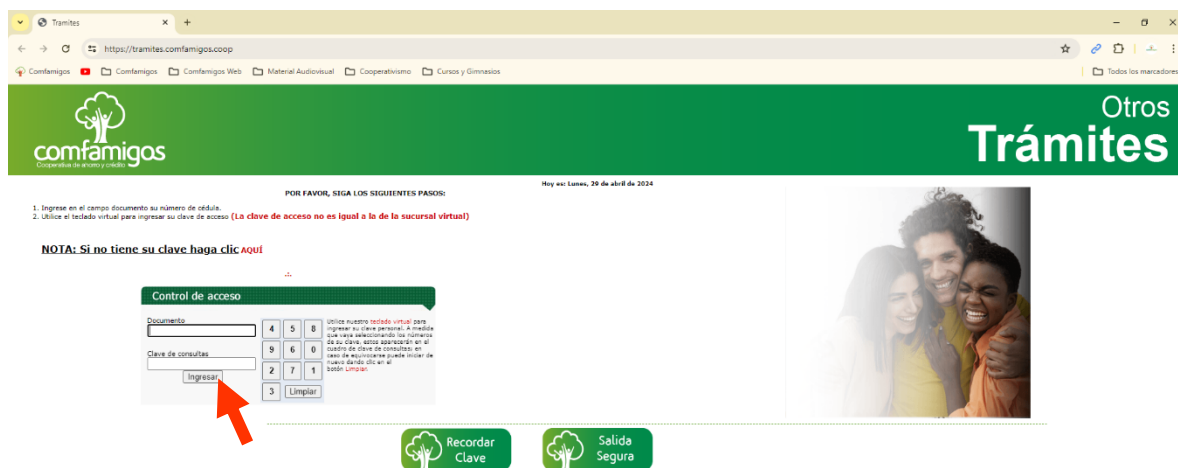 Tramites
https://tramites.comfamigos.coop
Comfamigos
Comfamigos
Comfamigos Web
Material Audiovisual
Cooperativismo
Cursos y Gimnasios
Todos los marcadores
comfamigos
Cooperativa de ahorro y crédito
Otros
Trámites
Hoy es: Lunes, 29 de abril de 2024
POR FAVOR, SIGA LOS SIGUIENTES PASOS:
1. Ingrese en el campo documento su número de cédula.
2. Utilice el teclado virtual para ingresar su clave de acceso (La clave de acceso no es igual a la de la sucursal virtual)
NOTA: Si no tiene su clave haga clic AQUÍ
.:.
Control de acceso
Documento
Clave de consultas
Ingresar
4 5 8
9 6 0
2 7 1
3 Limpiar
Utilice nuestro teclado virtual para
ingresar su clave personal. A medida
que vaya seleccionando los números
de su clave, estos aparecerán en el
cuadro de clave de consultas; en
caso de equivocarse puede iniciar de
nuevo dando clic en el
botón Limpiar.
Recordar
Clave
Salida
Segura